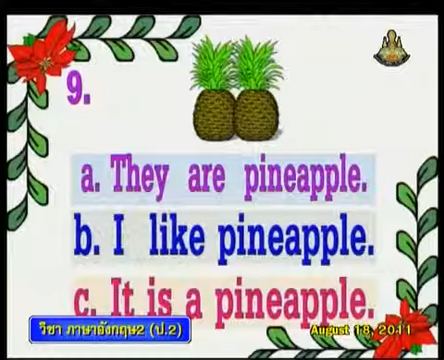 9.
a. They are pineapple.
b. I like pineapple.
c. It is a pineapple.
วิชา ภาษาอังกฤษ2 (ป.2)
August 18, 2011